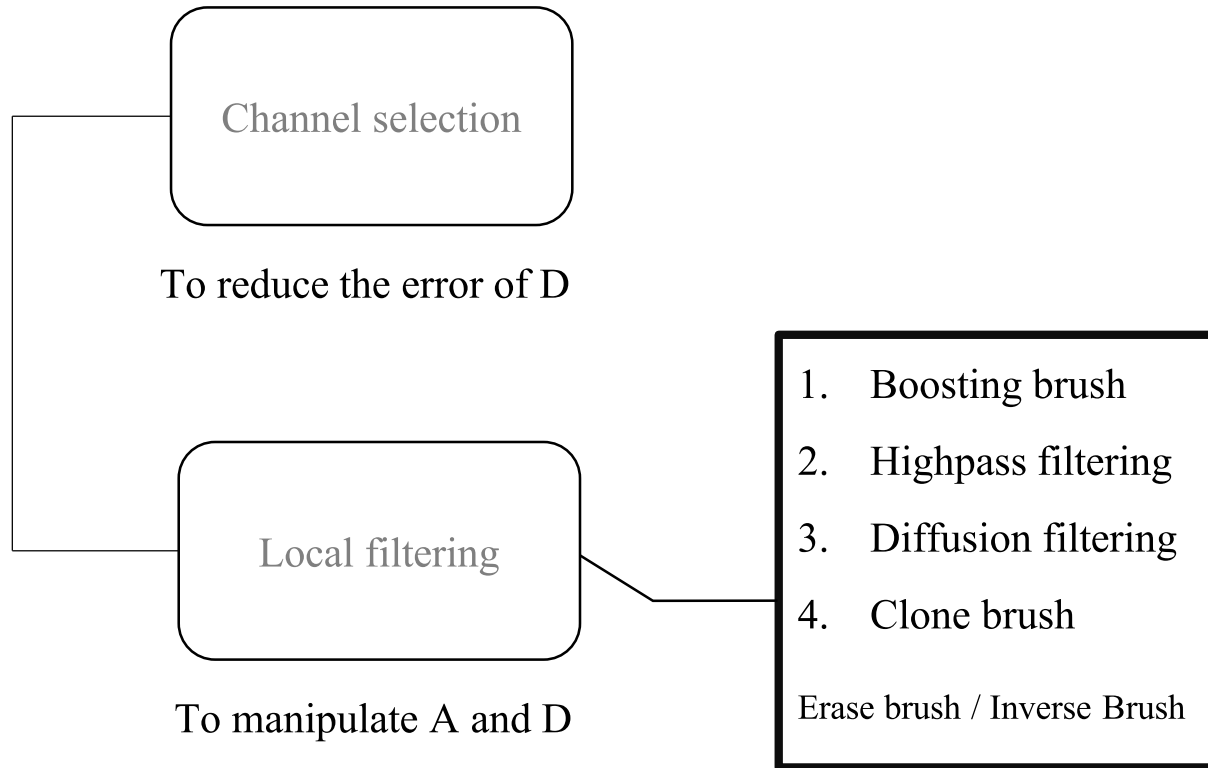 Channel selection
To reduce the error of D
1. Boosting brush
2. Highpass filtering
3. Diffusion filtering
4. Clone brush
Erase brush / Inverse Brush
Local filtering
To manipulate A and D